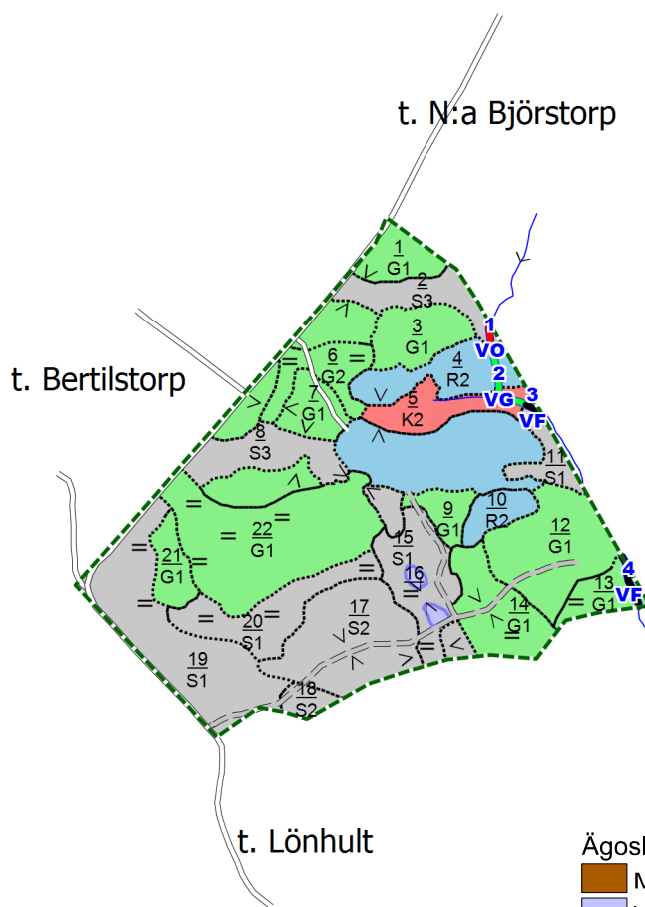 t. N:a Björstorp
1
G1
2
S3
3
G1
1
VO
4
R2
2
VG
3
VF
t. Bertilstorp
6
G2
7
G1
5
K2
8
S3
11
S1
9
G1
10
R2
12
G1
22
G1
15
S1
16
21
G1
13
G1
4
VF
14
G1
17
S2
20
S1
19
S1
18
S2
t. Lönhult